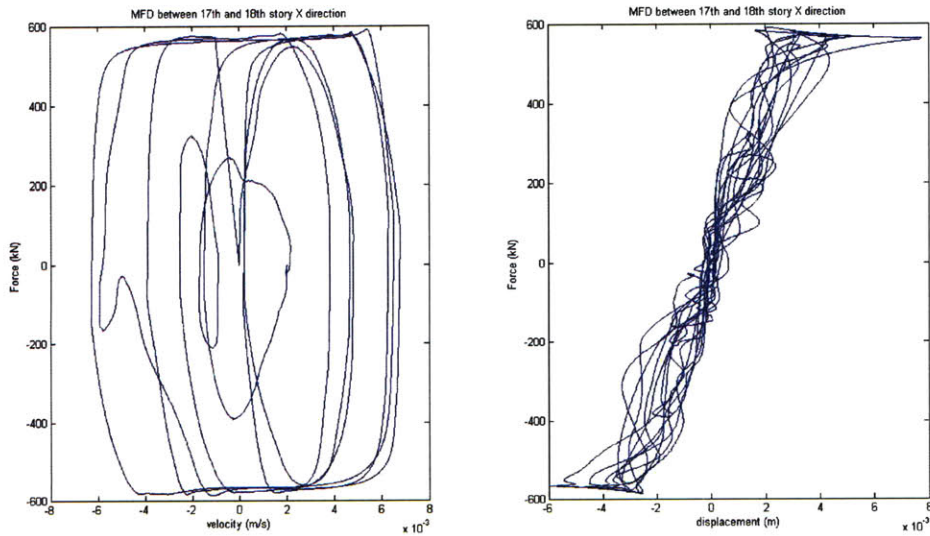 MFD between 17th and 18th story X direction
600
400
200
0
-200
-400
-600
Force (kN)
-8 -6 -4 -2 0 2 4 6 8
velocity (m/s)
x 10⁻³
MFD between 17th and 18th story X direction
600
400
200
0
-200
-400
-600
Force (kN)
-6 -4 -2 0 2 4 6 8
displacement (m)
x 10⁻³